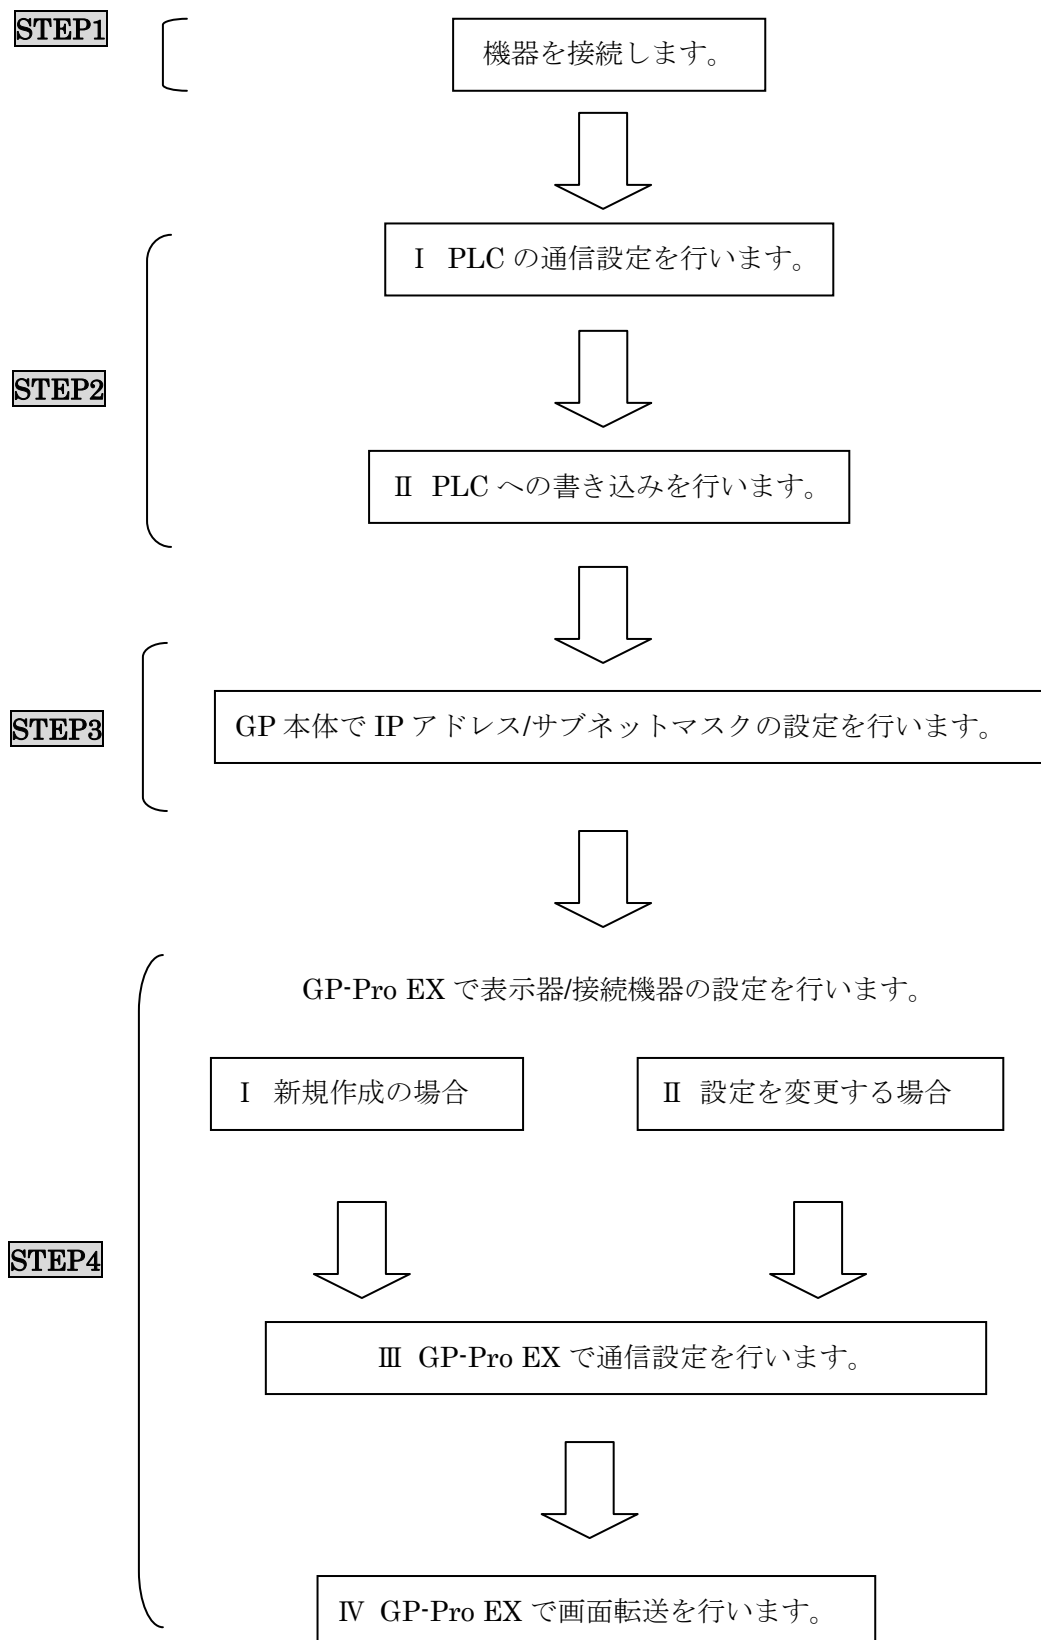 STEP1
機器を接続します。
Ⅰ PLC の通信設定を行います。
STEP2
Ⅱ PLC への書き込みを行います。
STEP3
GP 本体で IP アドレス/サブネットマスクの設定を行います。
GP-Pro EX で表示器/接続機器の設定を行います。
Ⅰ 新規作成の場合
Ⅱ 設定を変更する場合
STEP4
Ⅲ GP-Pro EX で通信設定を行います。
Ⅳ GP-Pro EX で画面転送を行います。